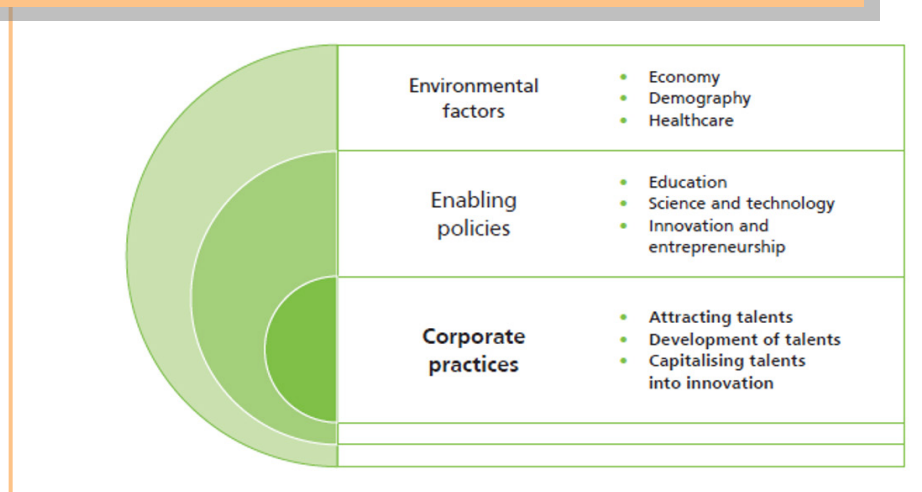 Environmental
factors
• Economy
• Demography
• Healthcare
Enabling
policies
• Education
• Science and technology
• Innovation and
entrepreneurship
Corporate
practices
• Attracting talents
• Development of talents
• Capitalising talents
into innovation